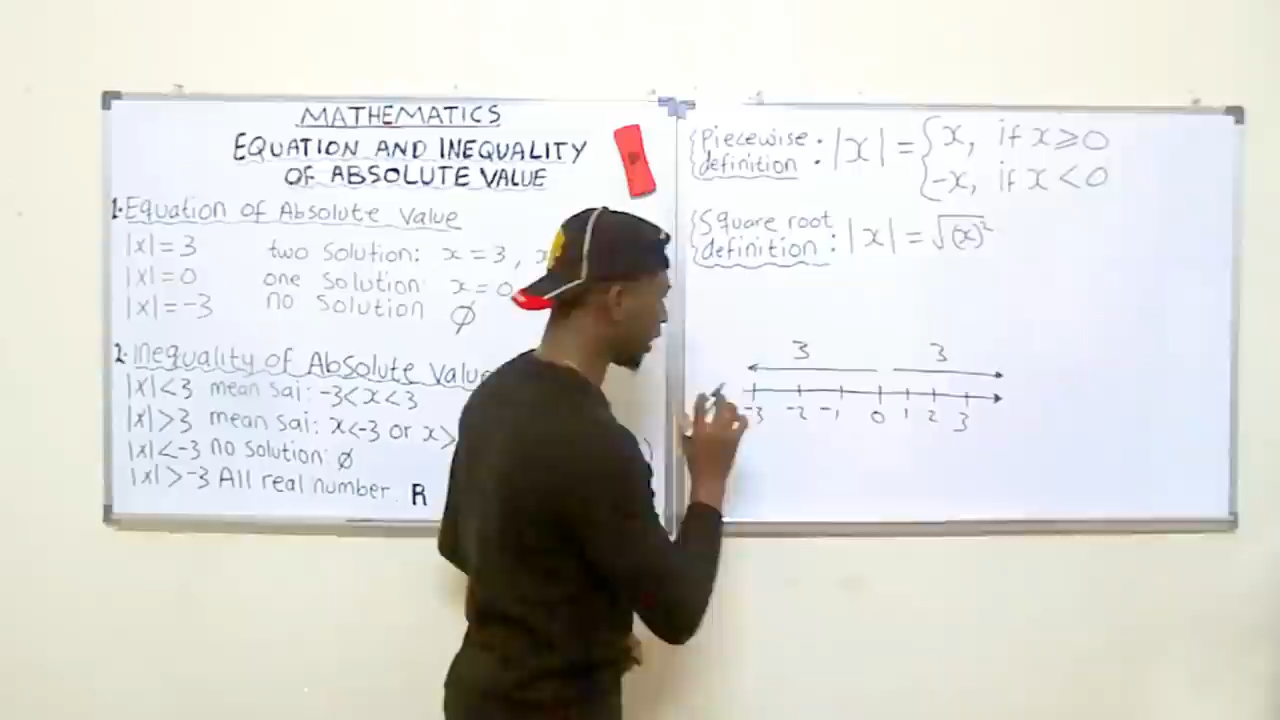 MATHEMATICS
EQUATION AND INEQUALITY
OF ABSOLUTE VALUE
1. Equation of Absolute Value
|x|=3 two solution: x=3, x
|x|=0 one solution: x=0
|x|=-3 no solution ∅
2. Inequality of Absolute Value
|x|<3 mean sai: -3<x<3
|x|>3 mean sai: x<-3 or x>
|x|<-3 no solution: ∅
|x|>-3 All real number. R
Piecewise definition: |x| = { x, if x≥0
-x, if x<0
Square root
definition: |x| = √(x)²
3 3
-3 -2 -1 0 1 2 3